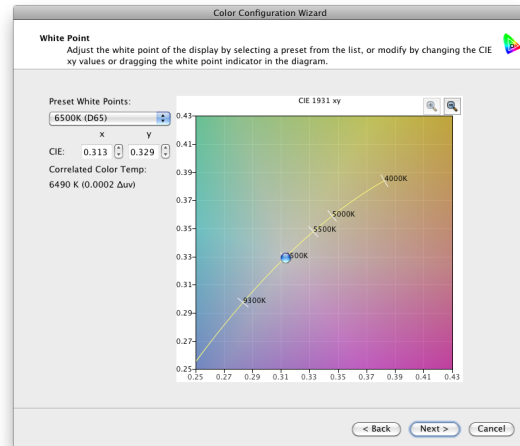 Color Configuration Wizard
White Point
Adjust the white point of the display by selecting a preset from the list, or modify by changing the CIE
xy values or dragging the white point indicator in the diagram.
Preset White Points:
6500K (D65)
x y
CIE: 0.313 0.329
Correlated Color Temp:
6490 K (0.0002 Δuv)
CIE 1931 xy
0.43
0.41
0.39
0.37
0.35
0.33
0.31
0.29
0.27
0.25
4000K
5000K
5500K
6500K
9300K
0.25 0.27 0.29 0.31 0.33 0.35 0.37 0.39 0.41 0.43
< Back Next > Cancel